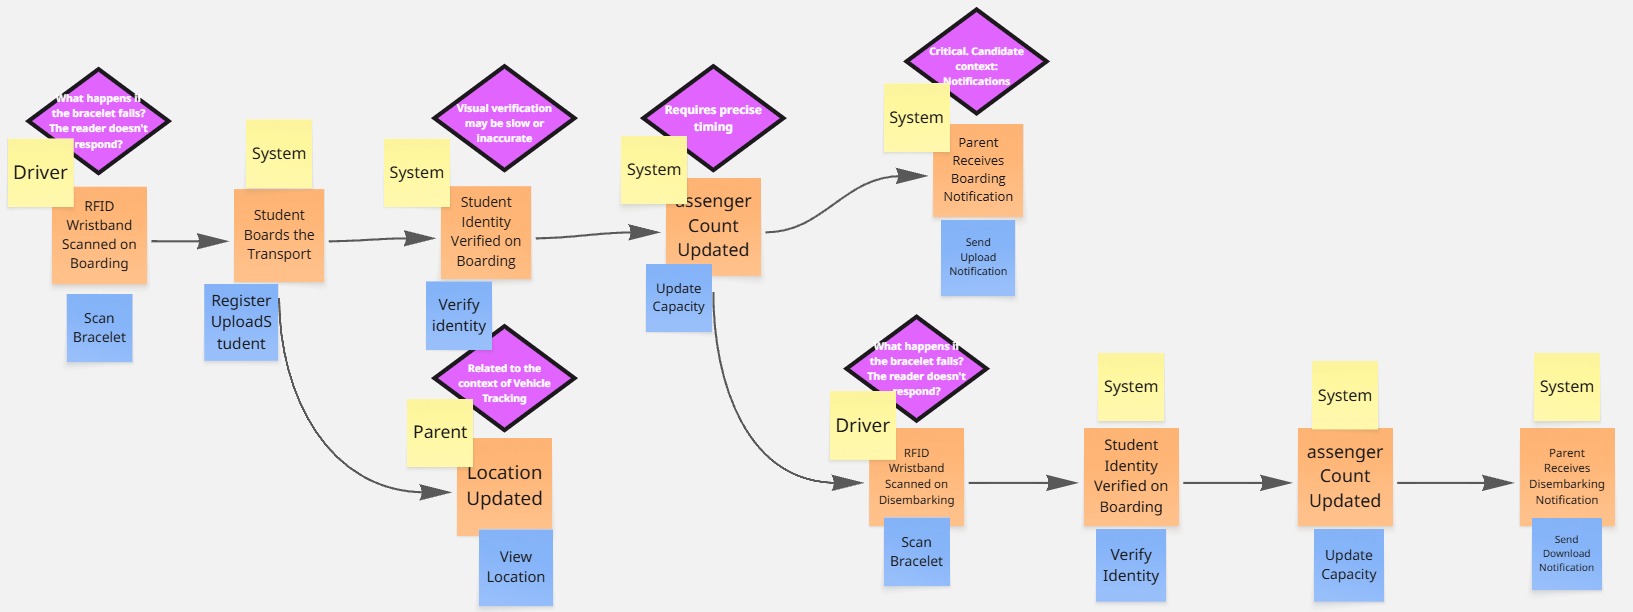 What happens if
the bracelet fails?
The reader doesn't
respond?
Driver
RFID
Wristband
Scanned on
Boarding
Scan
Bracelet
System
Student
Boards the
Transport
Register
UploadS
tudent
Visual verification
may be slow or
inaccurate
System
Student
Identity
Verified on
Boarding
Verify
identity
Related to the
context of Vehicle
Tracking
Parent
Location
Updated
View
Location
Requires precise
timing
System
assenger
Count
Updated
Update
Capacity
Critical. Candidate
context:
Notifications
System
Parent
Receives
Boarding
Notification
Send
Upload
Notification
What happens if
the bracelet fails?
The reader doesn't
respond?
Driver
RFID
Wristband
Scanned on
Disembarking
Scan
Bracelet
System
Student
Identity
Verified on
Boarding
Verify
Identity
System
assenger
Count
Updated
Update
Capacity
System
Parent
Receives
Disembarking
Notification
Send
Download
Notification